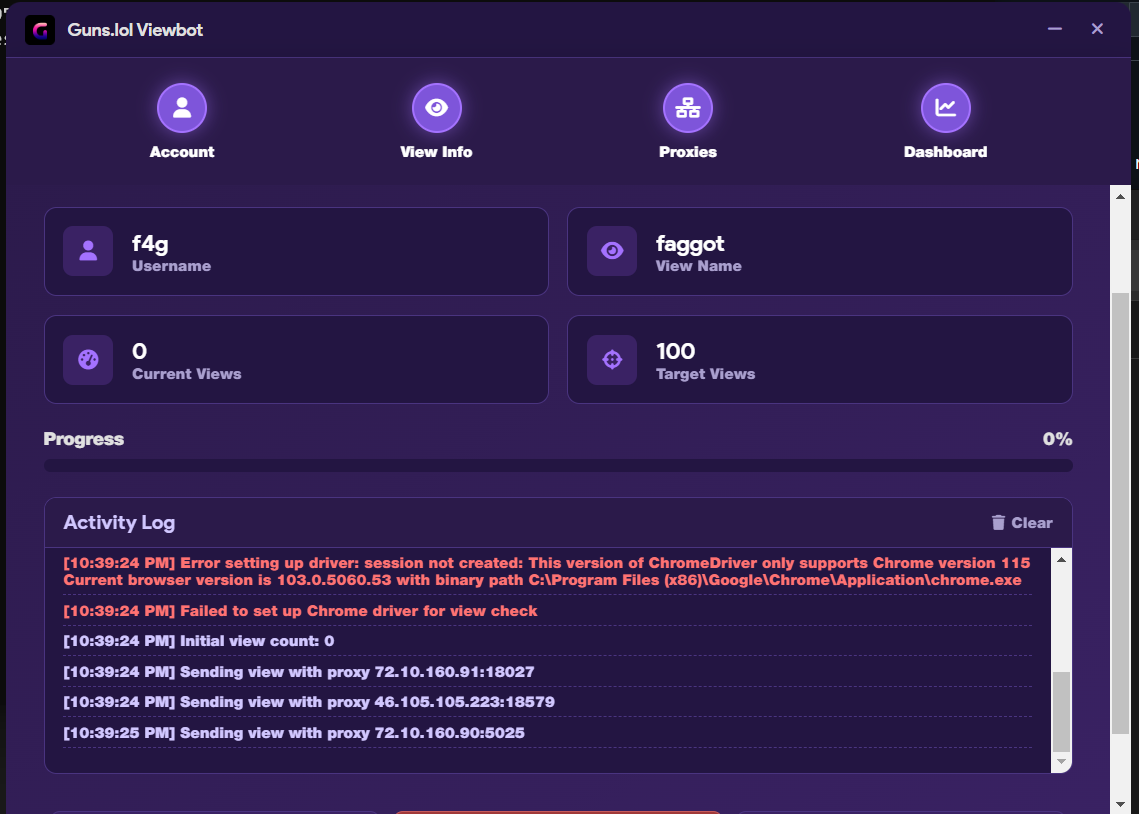 Guns.lol Viewbot
Account
View Info
Proxies
Dashboard
f4g
Username
faggot
View Name
0
Current Views
100
Target Views
Progress
0%
Activity Log
Clear
[10:39:24 PM] Error setting up driver: session not created: This version of ChromeDriver only supports Chrome version 115
Current browser version is 103.0.5060.53 with binary path C:\Program Files (x86)\Google\Chrome\Application\chrome.exe
[10:39:24 PM] Failed to set up Chrome driver for view check
[10:39:24 PM] Initial view count: 0
[10:39:24 PM] Sending view with proxy 72.10.160.91:18027
[10:39:24 PM] Sending view with proxy 46.105.105.223:18579
[10:39:25 PM] Sending view with proxy 72.10.160.90:5025